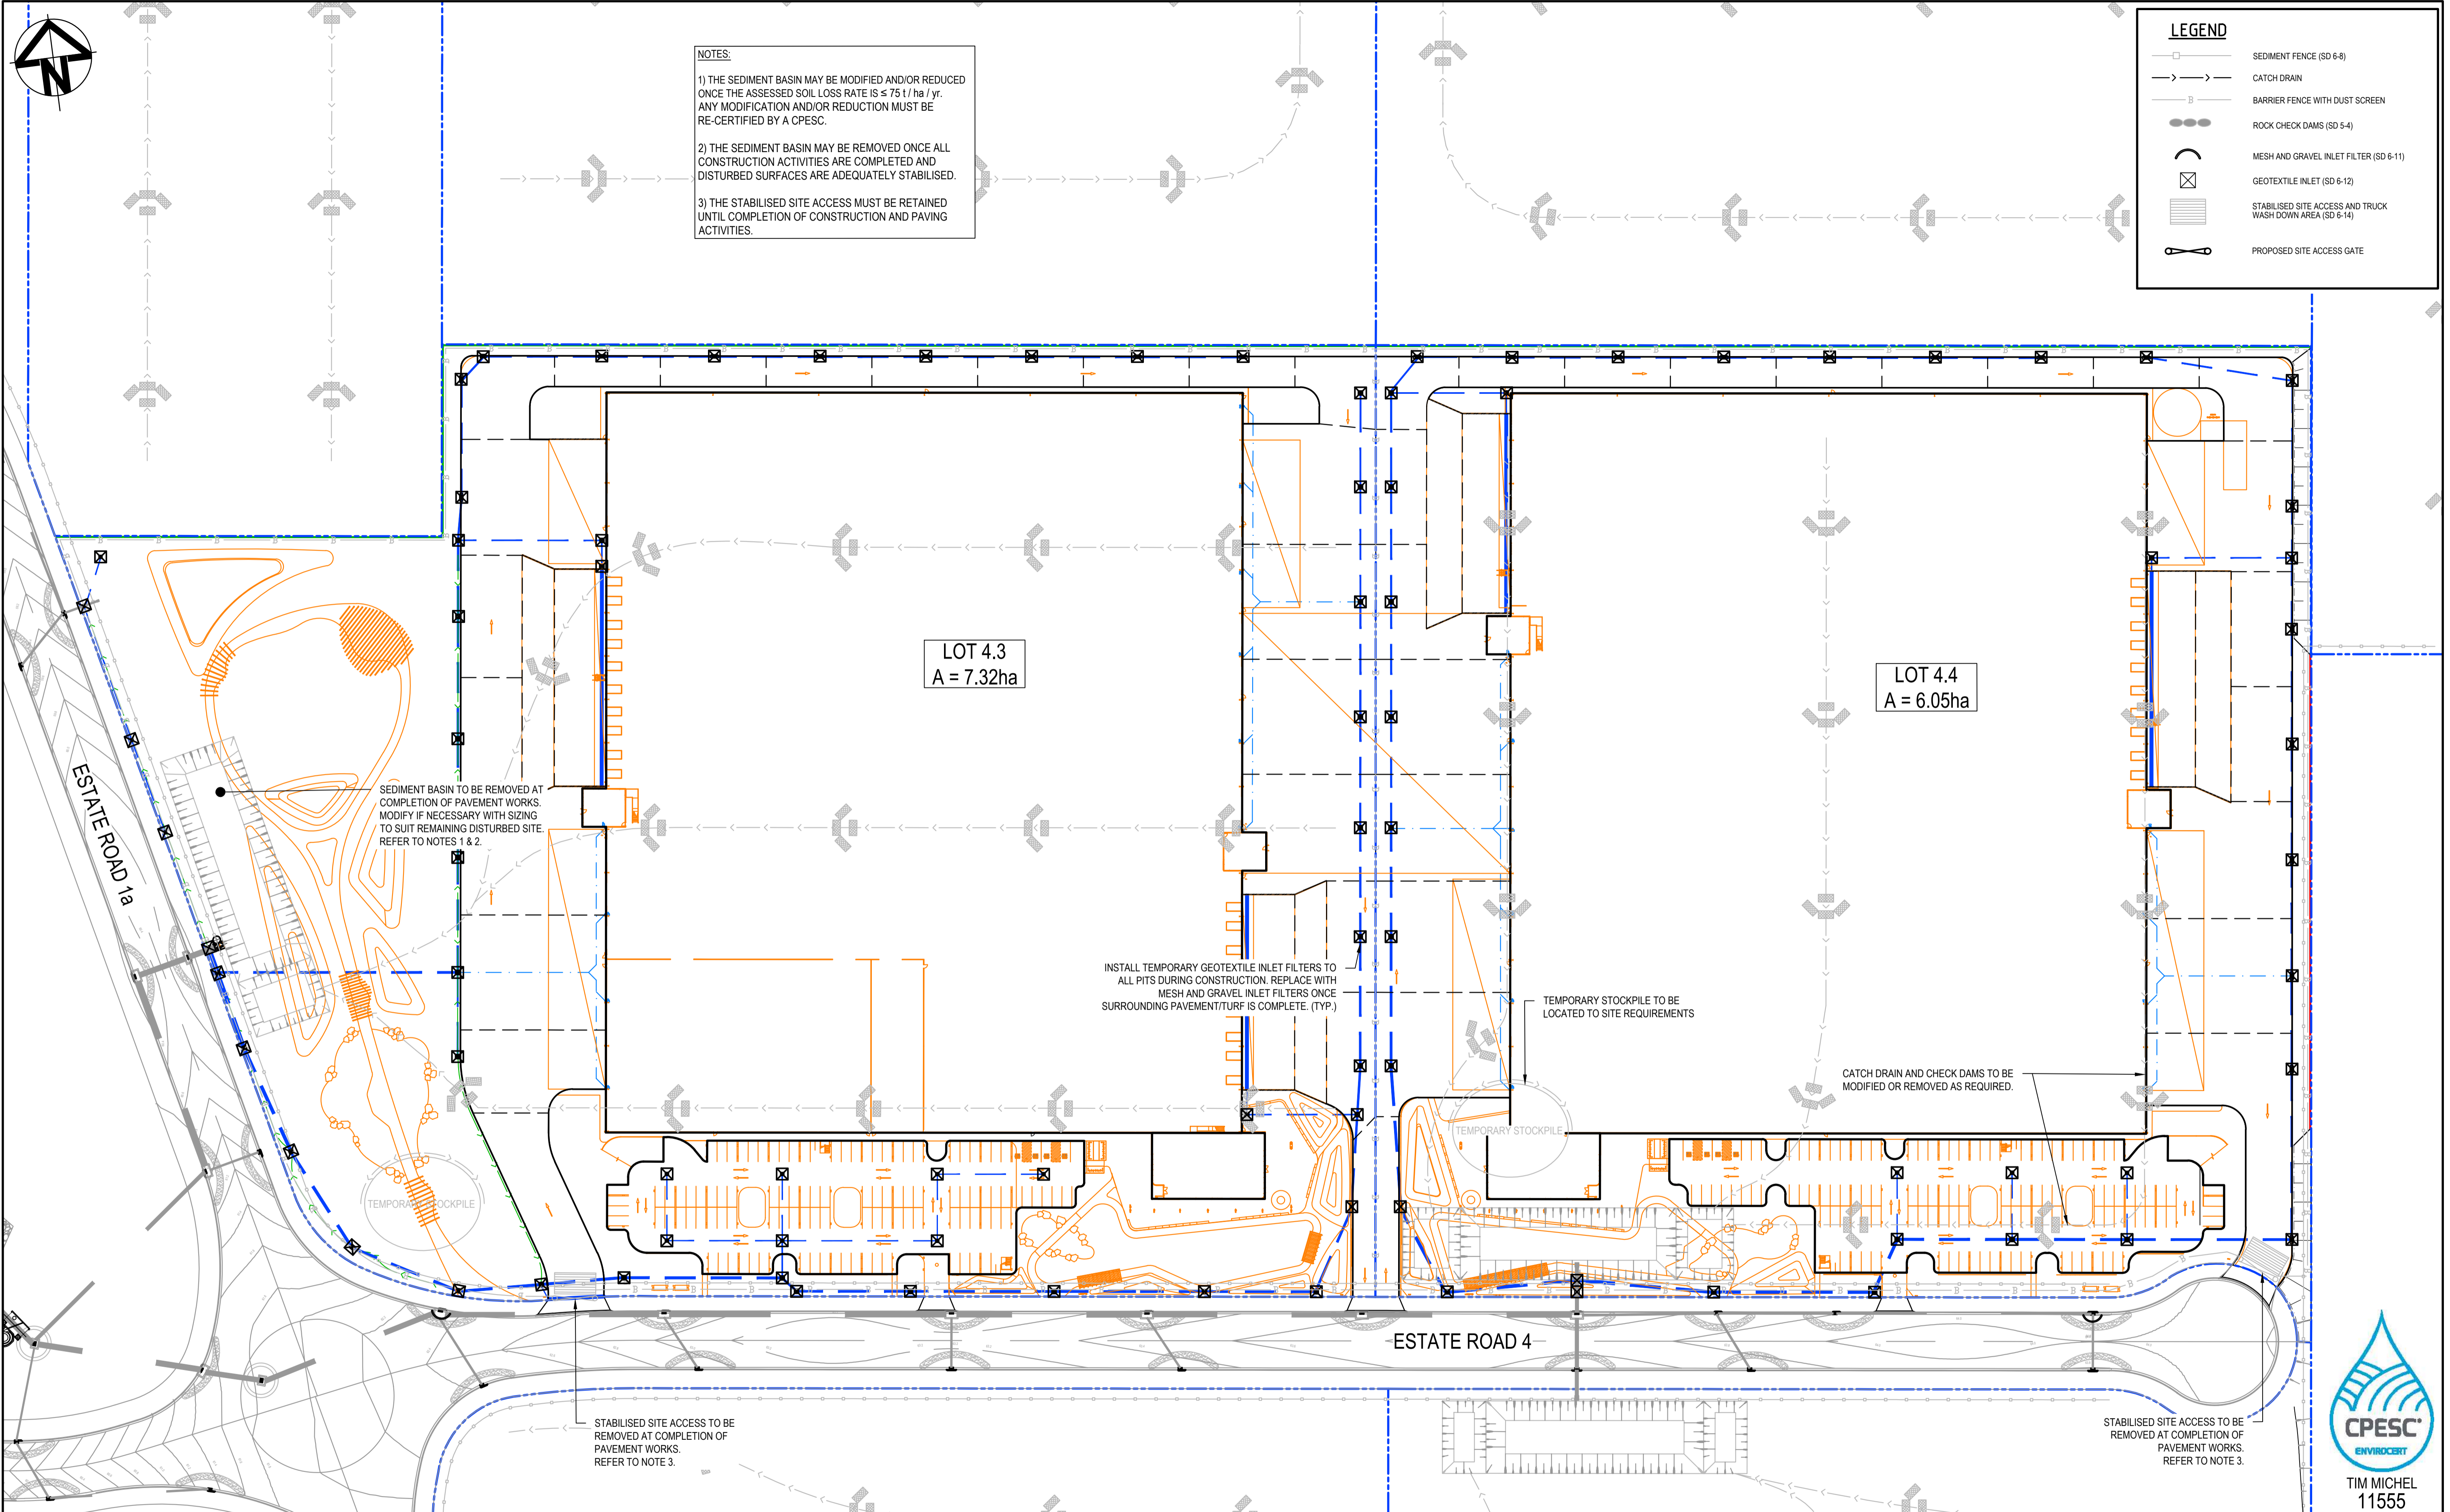 N
NOTES:
1) THE SEDIMENT BASIN MAY BE MODIFIED AND/OR REDUCED
ONCE THE ASSESSED SOIL LOSS RATE IS ≤ 75 t / ha / yr.
ANY MODIFICATION AND/OR REDUCTION MUST BE
RE-CERTIFIED BY A CPESC.
2) THE SEDIMENT BASIN MAY BE REMOVED ONCE ALL
CONSTRUCTION ACTIVITIES ARE COMPLETED AND
DISTURBED SURFACES ARE ADEQUATELY STABILISED.
3) THE STABILISED SITE ACCESS MUST BE RETAINED
UNTIL COMPLETION OF CONSTRUCTION AND PAVING
ACTIVITIES.
LEGEND
SEDIMENT FENCE (SD 6-8)
CATCH DRAIN
B
BARRIER FENCE WITH DUST SCREEN
ROCK CHECK DAMS (SD 5-4)
MESH AND GRAVEL INLET FILTER (SD 6-11)
GEOTEXTILE INLET (SD 6-12)
STABILISED SITE ACCESS AND TRUCK
WASH DOWN AREA (SD 6-14)
PROPOSED SITE ACCESS GATE
LOT 4.3
A = 7.32ha
LOT 4.4
A = 6.05ha
ESTATE ROAD 1a
SEDIMENT BASIN TO BE REMOVED AT
COMPLETION OF PAVEMENT WORKS.
MODIFY IF NECESSARY WITH SIZING
TO SUIT REMAINING DISTURBED SITE.
REFER TO NOTES 1 & 2.
INSTALL TEMPORARY GEOTEXTILE INLET FILTERS TO
ALL PITS DURING CONSTRUCTION. REPLACE WITH
MESH AND GRAVEL INLET FILTERS ONCE
SURROUNDING PAVEMENT/TURF IS COMPLETE. (TYP.)
TEMPORARY STOCKPILE TO BE
LOCATED TO SITE REQUIREMENTS
CATCH DRAIN AND CHECK DAMS TO BE
MODIFIED OR REMOVED AS REQUIRED.
TEMPORARY STOCKPILE
TEMPORARY STOCKPILE
ESTATE ROAD 4
STABILISED SITE ACCESS TO BE
REMOVED AT COMPLETION OF
PAVEMENT WORKS.
REFER TO NOTE 3.
STABILISED SITE ACCESS TO BE
REMOVED AT COMPLETION OF
PAVEMENT WORKS.
REFER TO NOTE 3.
CPESC
ENVIROCERT
TIM MICHEL
11555